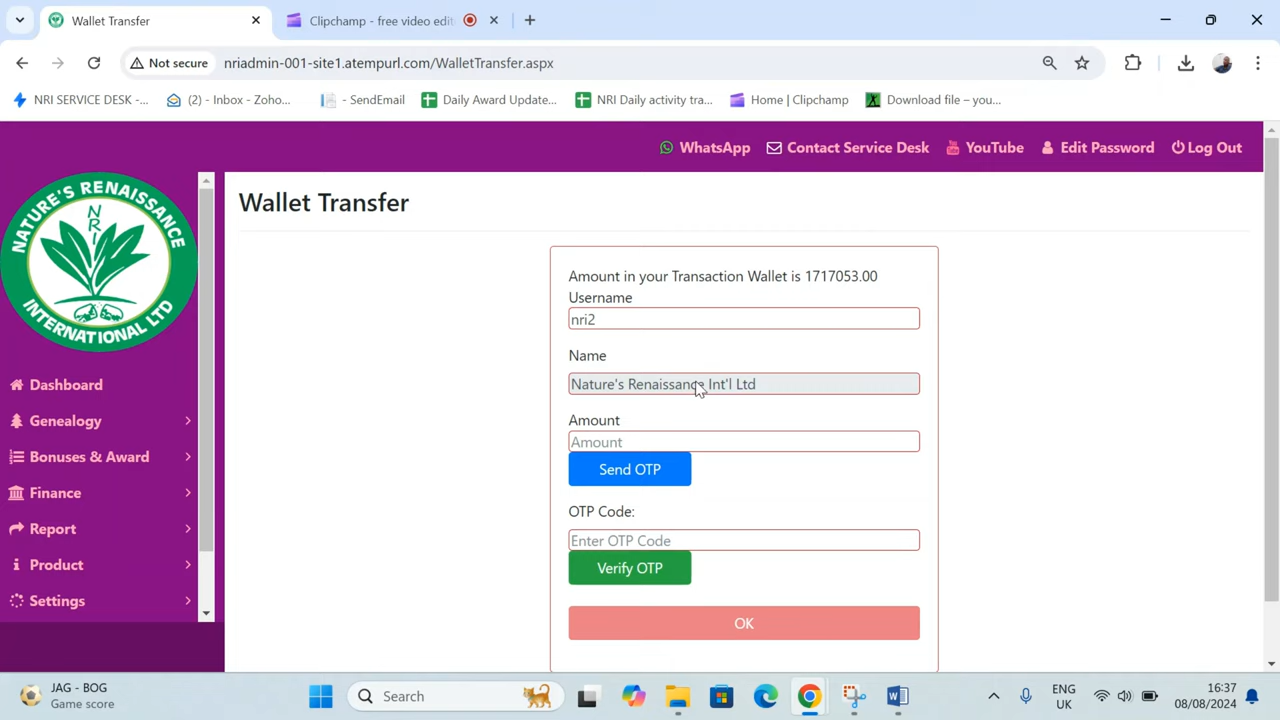 Wallet Transfer
Clipchamp - free video edit
Not secure
nriadmin-001-site1.atempurl.com/WalletTransfer.aspx
NRI SERVICE DESK -...
(2) - Inbox - Zoho...
- SendEmail
Daily Award Update...
NRI Daily activity tra...
Home | Clipchamp
Download file – you...
WhatsApp
Contact Service Desk
YouTube
Edit Password
Log Out
NATURE'S RENAISSANCE
NRI
INTERNATIONAL LTD
Dashboard
Genealogy
Bonuses & Award
Finance
Report
Product
Settings
Wallet Transfer
Amount in your Transaction Wallet is 1717053.00
Username
nri2
Name
Nature's Renaissance Int'l Ltd
Amount
Amount
Send OTP
OTP Code:
Enter OTP Code
Verify OTP
OK
JAG - BOG
Game score
Search
ENG
UK
16:37
08/08/2024